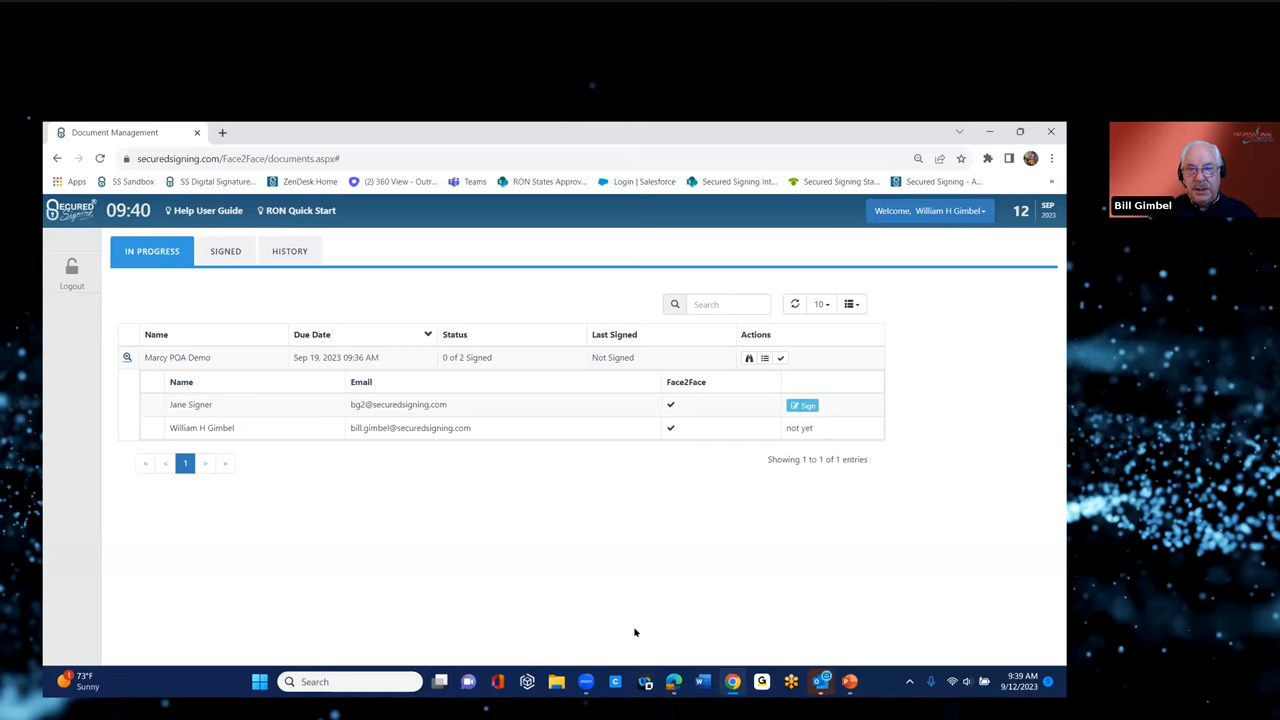 Document Management
securedsigning.com/Face2Face/documents.aspx#
Apps SS Sandbox SS Digital Signature... ZenDesk Home (2) 360 View - Outr... Teams RON States Approv... Login | Salesforce Secured Signing Int... Secured Signing Sta... Secured Signing - A...
SECURED Signing 09:40 Help User Guide RON Quick Start Welcome, William H Gimbel 12 SEP 2023
Logout
IN PROGRESS SIGNED HISTORY
Search 10
Name Due Date Status Last Signed Actions
Marcy POA Demo Sep 19, 2023 09:36 AM 0 of 2 Signed Not Signed
Name Email Face2Face
Jane Signer bg2@securedsigning.com Sign
William H Gimbel bill.gimbel@securedsigning.com not yet
« < 1 > » Showing 1 to 1 of 1 entries
PROFESSIONAL
Bill Gimbel
1 73°F
Sunny
Search
9:39 AM
9/12/2023